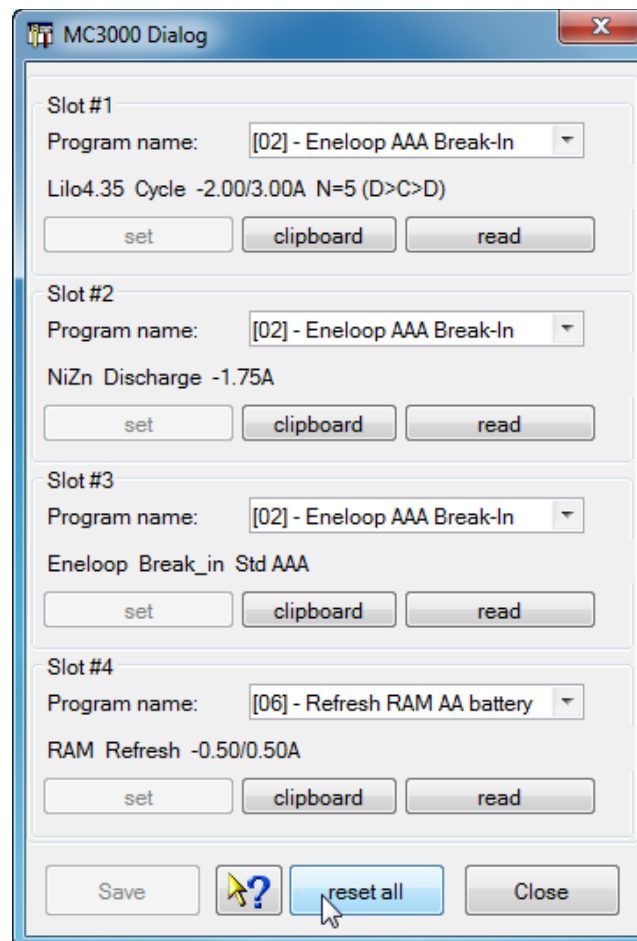 MC3000 Dialog
Slot #1
Program name: [02] - Eneloop AAA Break-In
LiIo4.35 Cycle -2.00/3.00A N=5 (D>C>D)
set clipboard read
Slot #2
Program name: [02] - Eneloop AAA Break-In
NiZn Discharge -1.75A
set clipboard read
Slot #3
Program name: [02] - Eneloop AAA Break-In
Eneloop Break_in Std AAA
set clipboard read
Slot #4
Program name: [06] - Refresh RAM AA battery
RAM Refresh -0.50/0.50A
set clipboard read
Save ? reset all Close